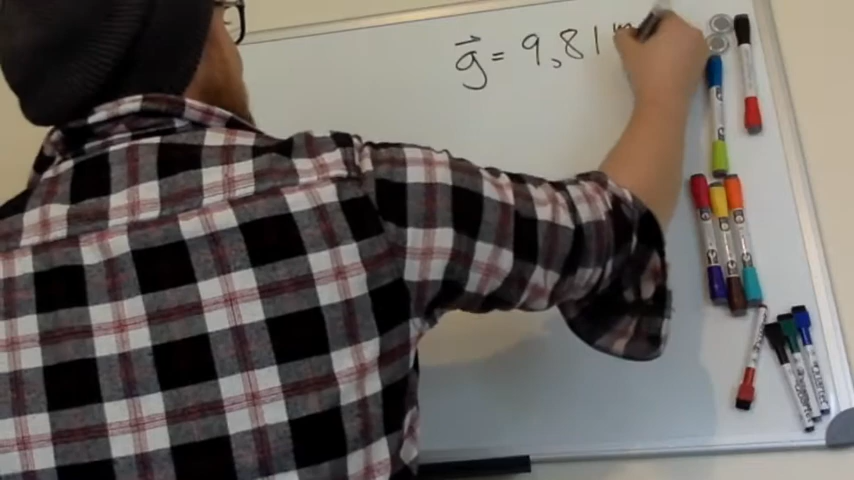 g⃗ = 9,81 m